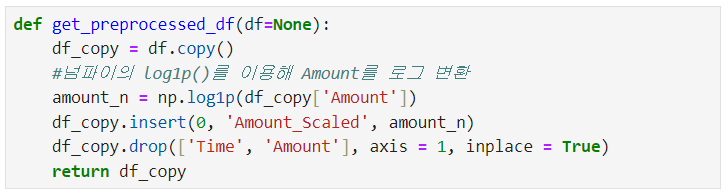 def get_preprocessed_df(df=None):
    df_copy = df.copy()
    #넘파이의 log1p()를 이용해 Amount를 로그 변환
    amount_n = np.log1p(df_copy['Amount'])
    df_copy.insert(0, 'Amount_Scaled', amount_n)
    df_copy.drop(['Time', 'Amount'], axis = 1, inplace = True)
    return df_copy